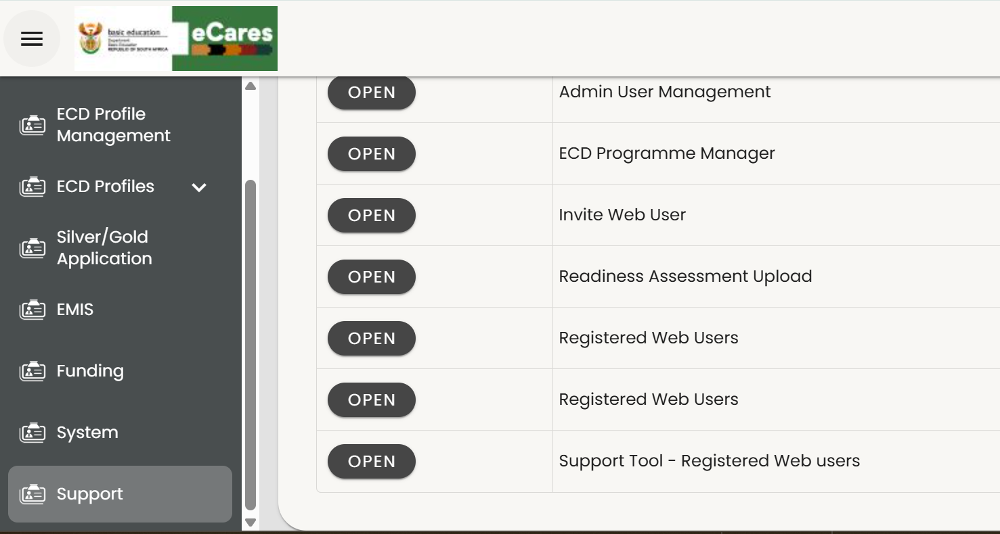 basic education
Department:
Basic Education
REPUBLIC OF SOUTH AFRICA
eCares
ECD Profile
Management
ECD Profiles
Silver/Gold
Application
EMIS
Funding
System
Support
OPEN Admin User Management
OPEN ECD Programme Manager
OPEN Invite Web User
OPEN Readiness Assessment Upload
OPEN Registered Web Users
OPEN Registered Web Users
OPEN Support Tool - Registered Web users